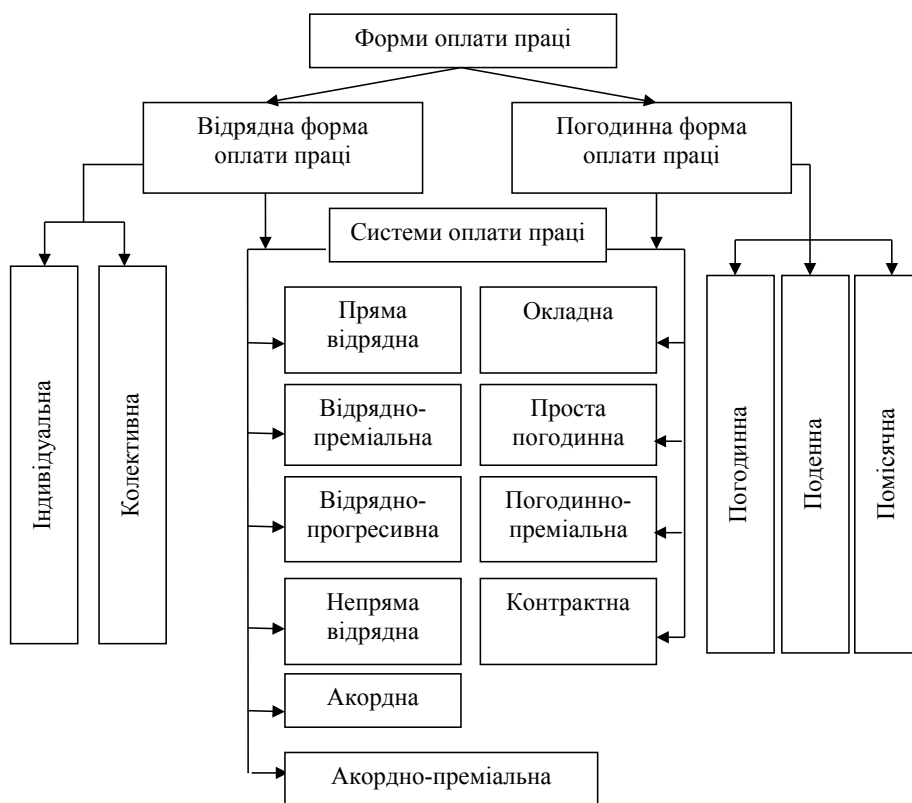 Форми оплати праці
Відрядна форма
оплати праці
Погодинна форма
оплати праці
Системи оплати праці
Індивідуальна
Колективна
Пряма
відрядна
Окладна
Відрядно-
преміальна
Проста
погодинна
Відрядно-
прогресивна
Погодинно-
преміальна
Непряма
відрядна
Контрактна
Акордна
Акордно-преміальна
Погодинна
Поденна
Помісячна